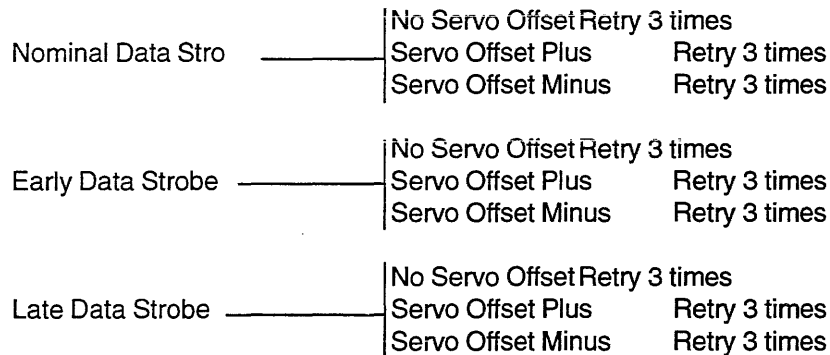 No Servo Offset Retry 3 times
Nominal Data Stro Servo Offset Plus Retry 3 times
Servo Offset Minus Retry 3 times
No Servo Offset Retry 3 times
Early Data Strobe Servo Offset Plus Retry 3 times
Servo Offset Minus Retry 3 times
No Servo Offset Retry 3 times
Late Data Strobe Servo Offset Plus Retry 3 times
Servo Offset Minus Retry 3 times